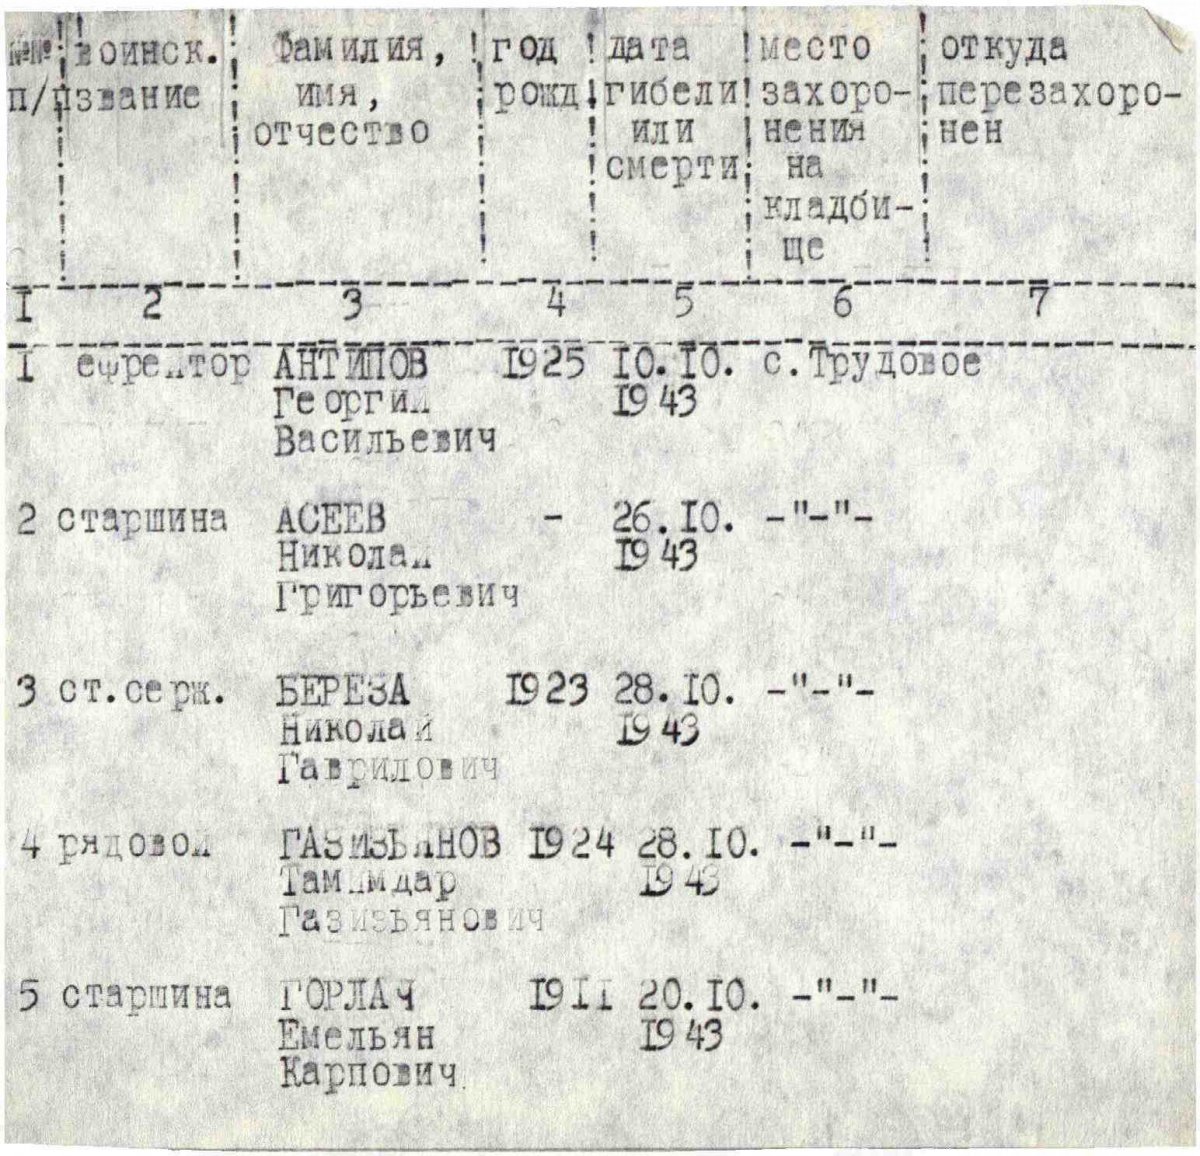 №№ воинск. Фамилия, год дата место откуда
п/п звание имя, рожд. гибели захоро- перезахоро-
отчество или нения нен
смерти на
кладби-
ще
I 2 3 4 5 6 7
I ефрейтор АНТИПОВ 1925 10.10. с.Трудовое
Георгий 1943
Васильевич
2 старшина АСЕЕВ - 26.10. -"-"-
Николай 1943
Григорьевич
3 ст.серж. БЕРЕЗА 1923 28.10. -"-"-
Николай 1943
Гаврилович
4 рядовой ГАЗИЗЬЯНОВ 1924 28.10. -"-"-
Тамимдар 1943
Газизьянович
5 старшина ГОРЛАЧ 1911 20.10. -"-"-
Емельян 1943
Карпович